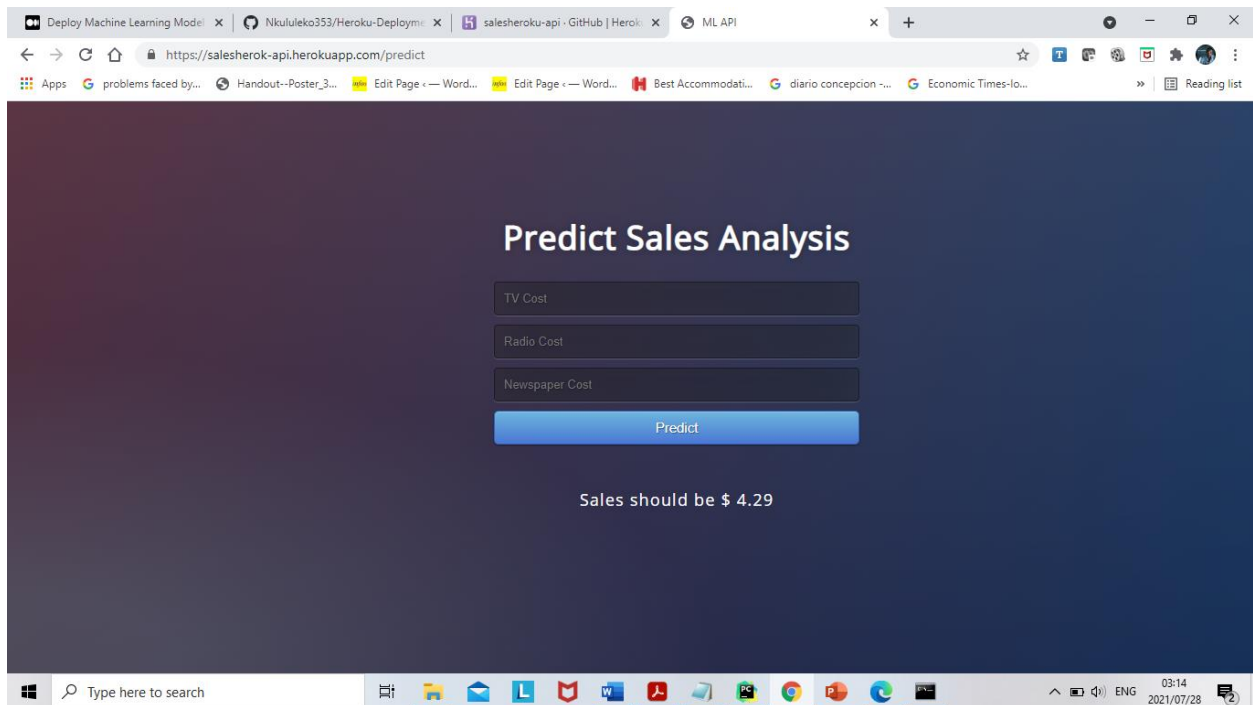 Deploy Machine Learning Model
Nkululeko353/Heroku-Deployme
salesheroku-api · GitHub | Herok
ML API
https://salesherok-api.herokuapp.com/predict
Apps
problems faced by...
Handout--Poster_3...
Edit Page ‹ — Word...
Edit Page ‹ — Word...
Best Accommodati...
diario concepcion -...
Economic Times-Io...
»
Reading list
Predict Sales Analysis
TV Cost
Radio Cost
Newspaper Cost
Predict
Sales should be $ 4.29
Type here to search
ENG
03:14
2021/07/28
2